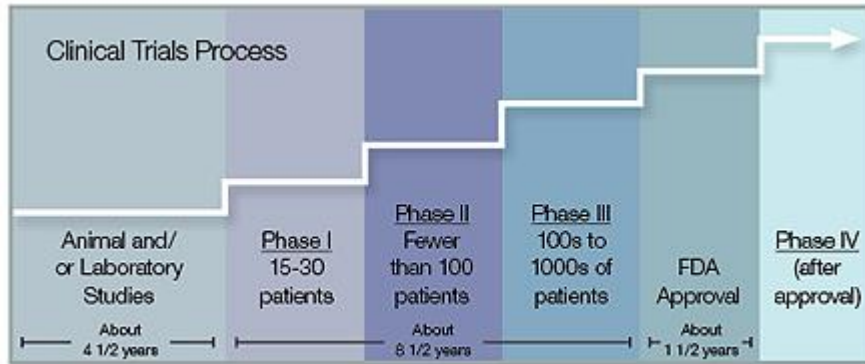 Clinical Trials Process
Animal and/
or Laboratory
Studies
Phase I
15-30
patients
Phase II
Fewer
than 100
patients
Phase III
100s to
1000s of
patients
FDA
Approval
Phase IV
(after
approval)
About
4 1/2 years
About
8 1/2 years
About
1 1/2 years